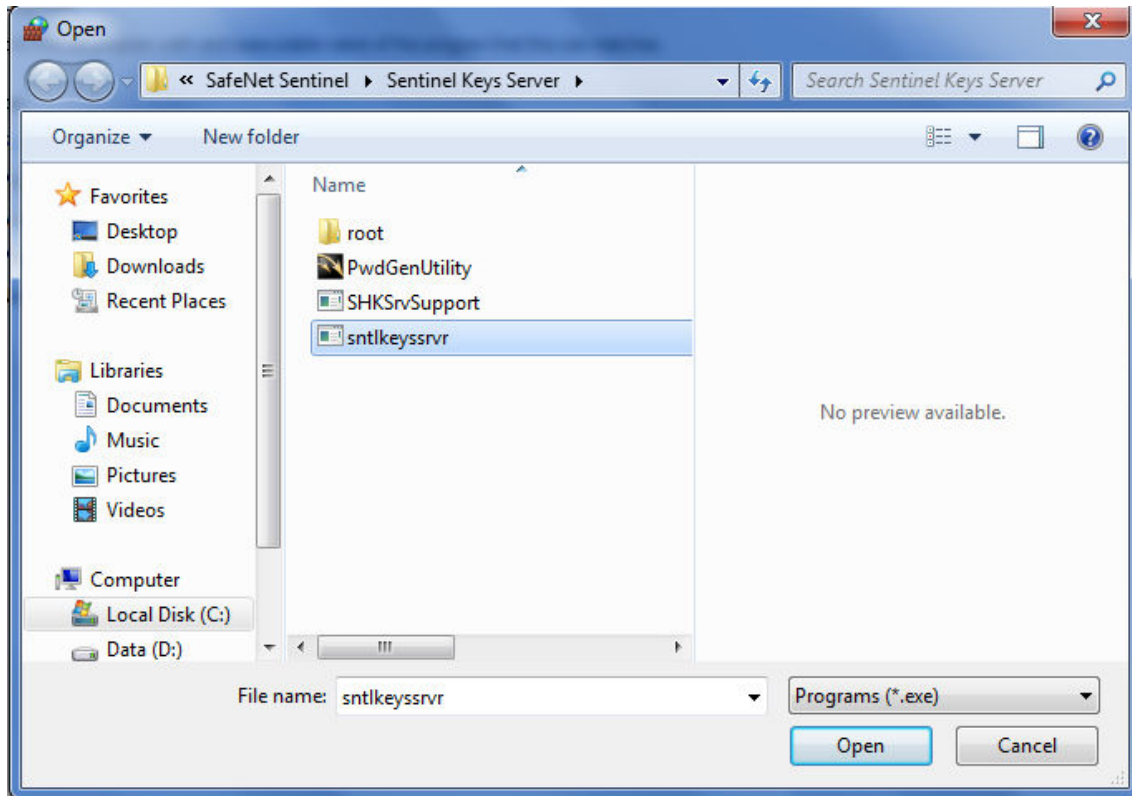 Open
« SafeNet Sentinel ▸ Sentinel Keys Server ▸
Search Sentinel Keys Server
Organize
New folder
Favorites
Desktop
Downloads
Recent Places
Libraries
Documents
Music
Pictures
Videos
Computer
Local Disk (C:)
Data (D:)
Name
root
PwdGenUtility
SHKSrvSupport
sntlkeyssrvr
No preview available.
File name: sntlkeyssrvr
Programs (*.exe)
Open
Cancel